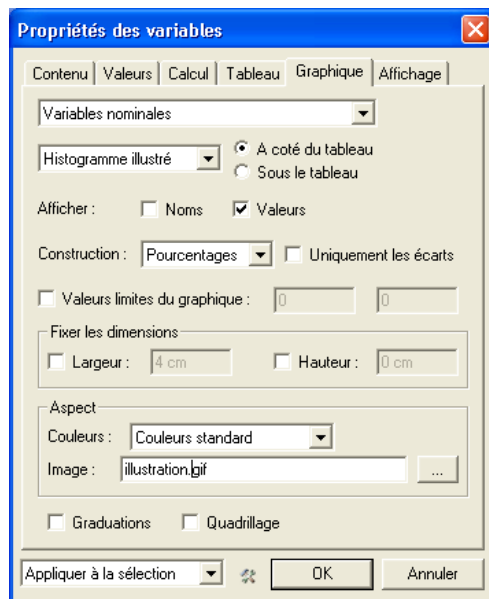 Propriétés des variables
Contenu Valeurs Calcul Tableau Graphique Affichage
Variables nominales
Histogramme illustré
A coté du tableau
Sous le tableau
Afficher : Noms Valeurs
Construction : Pourcentages Uniquement les écarts
Valeurs limites du graphique : 0 0
Fixer les dimensions
Largeur : 4 cm Hauteur : 0 cm
Aspect
Couleurs : Couleurs standard
Image : illustration.gif ...
Graduations Quadrillage
Appliquer à la sélection OK Annuler